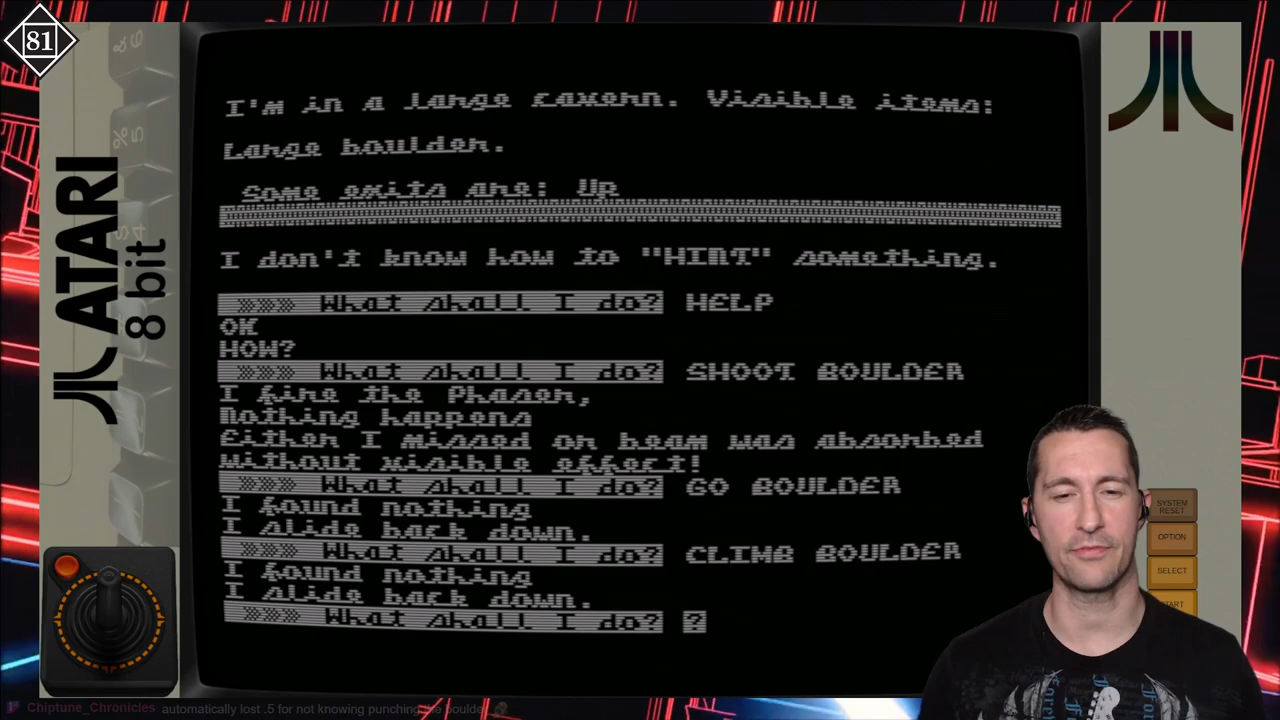 81
I'm in a large cavern. Visible items:
Large boulder.
Some exits are: Up
I don't know how to "HINT" something.
»»»» What shall I do? HELP
OK
HOW?
»»»» What shall I do? SHOOT BOULDER
I fire the Phaser,
Nothing happens
Either I missed or beam was absorbed
without visible effect!
»»»» What shall I do? GO BOULDER
I found nothing
I slide back down.
»»»» What shall I do? CLIMB BOULDER
I found nothing
I slide back down.
»»»» What shall I do? ?
ATARI
8 bit
SYSTEM
RESET
OPTION
SELECT
START
Chiptune_Chronicles automatically lost .5 for not knowing punching the boulder